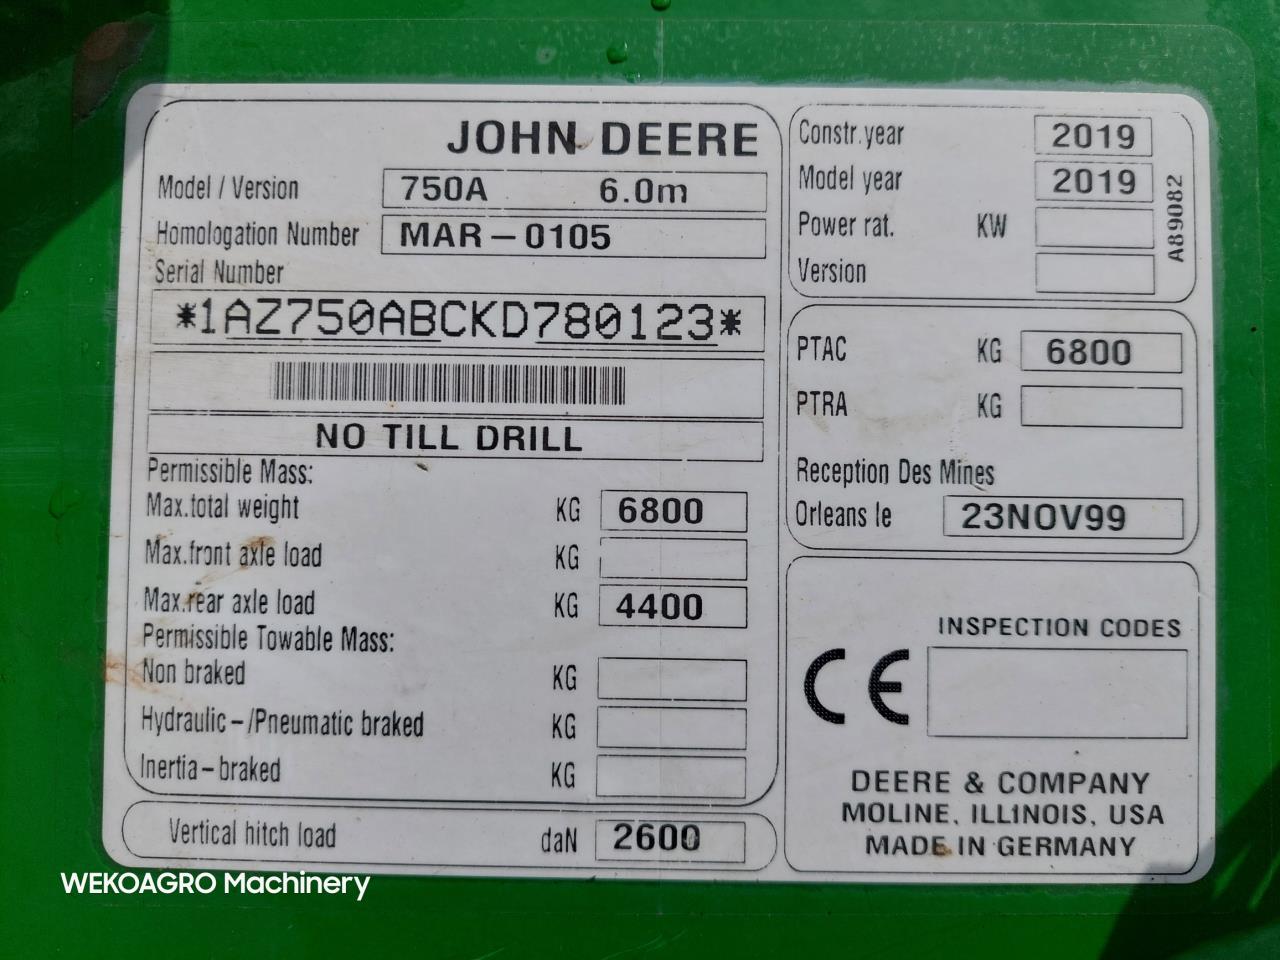 JOHN DEERE
Model / Version 750A 6.0m
Homologation Number MAR-0105
Serial Number
*1AZ750ABCKD780123*
NO TILL DRILL
Permissible Mass:
Max.total weight KG 6800
Max.front axle load KG
Max.rear axle load KG 4400
Permissible Towable Mass:
Non braked KG
Hydraulic-/Pneumatic braked KG
Inertia-braked KG
Vertical hitch load daN 2600
Constr.year 2019
Model year 2019
Power rat. KW
Version
A89082
PTAC KG 6800
PTRA KG
Reception Des Mines
Orleans le 23NOV99
INSPECTION CODES
CE
DEERE & COMPANY
MOLINE, ILLINOIS, USA
MADE IN GERMANY
WEKOAGRO Machinery